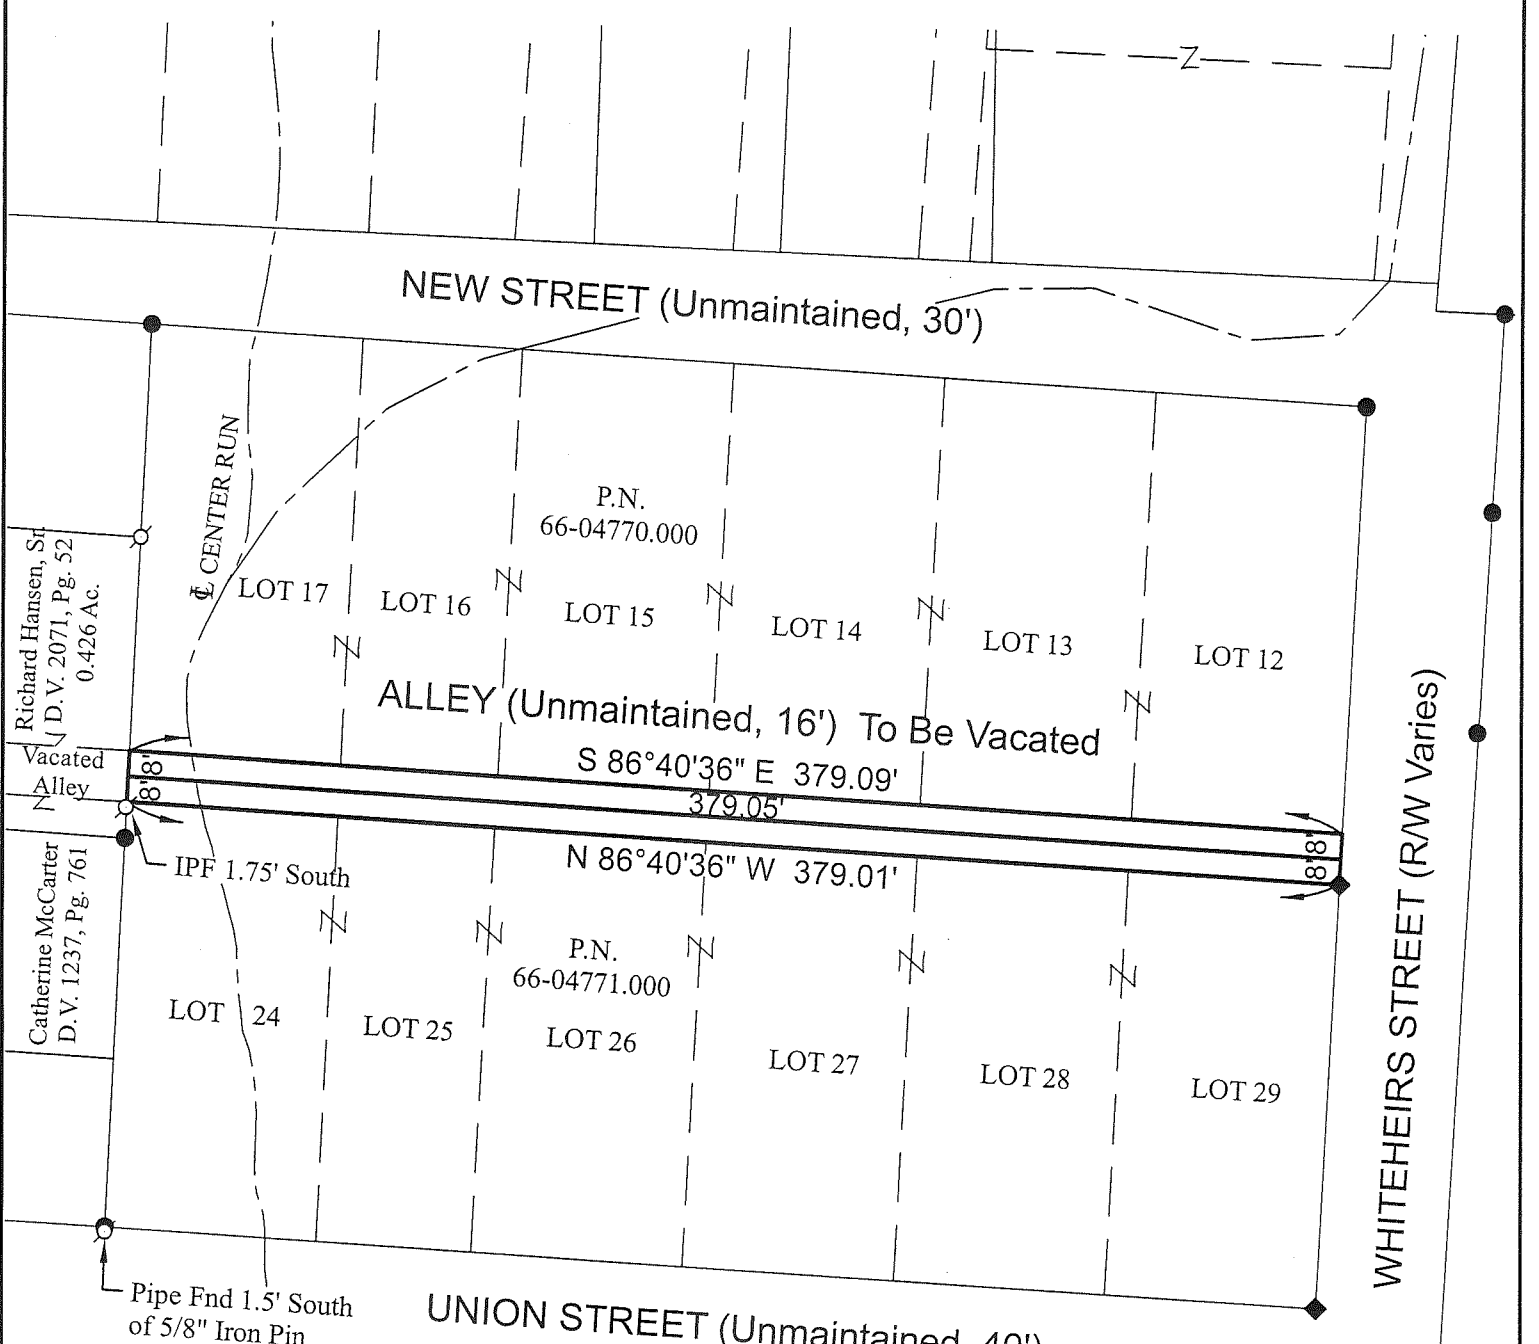 NEW STREET (Unmaintained, 30')
℄ CENTER RUN
P.N.
66-04770.000
LOT 17
LOT 16
LOT 15
LOT 14
LOT 13
LOT 12
Richard Hansen, Sr.
D.V. 2071, Pg. 52
0.426 Ac.
ALLEY (Unmaintained, 16') To Be Vacated
Vacated
Alley
8'
8'
S 86°40'36" E 379.09'
379.05'
N 86°40'36" W 379.01'
8'
8'
IPF 1.75' South
Catherine McCarter
D.V. 1237, Pg. 761
P.N.
66-04771.000
LOT 24
LOT 25
LOT 26
LOT 27
LOT 28
LOT 29
WHITEHEIRS STREET (R/W Varies)
Pipe Fnd 1.5' South
of 5/8" Iron Pin
UNION STREET (Unmaintained, 40')